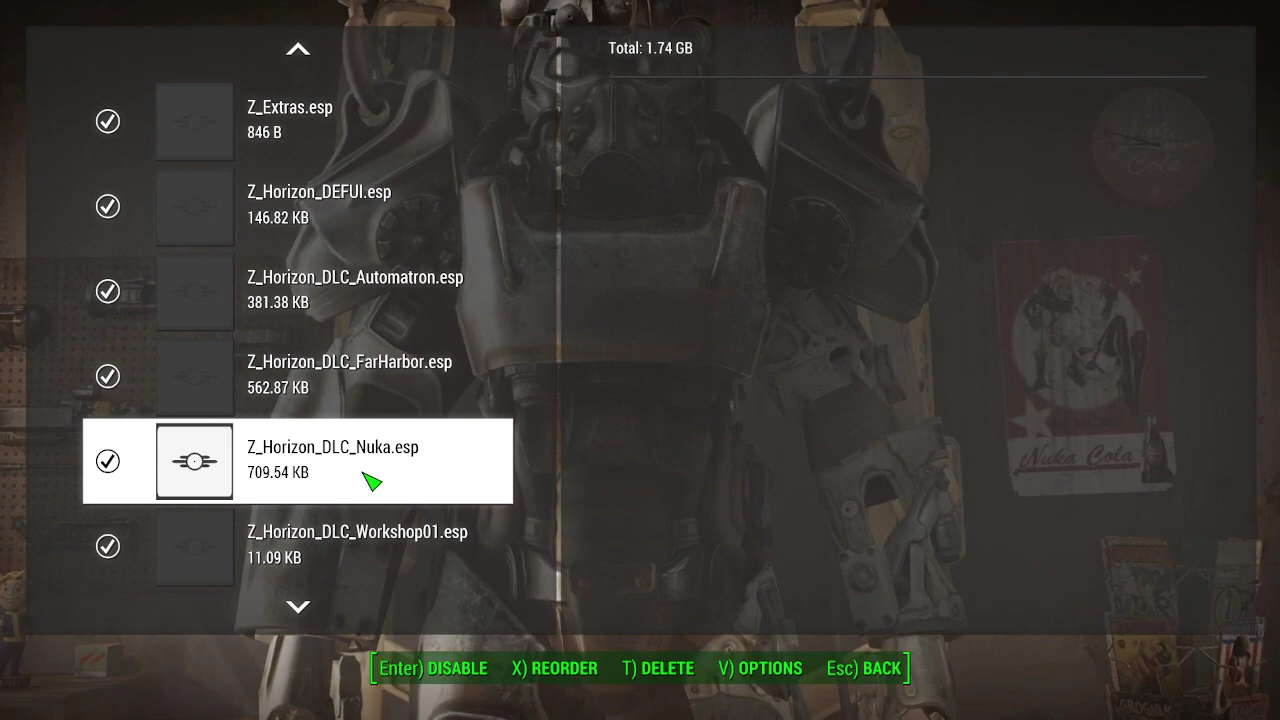 Total: 1.74 GB
Z_Extras.esp
846 B
Z_Horizon_DEFUI.esp
146.82 KB
Z_Horizon_DLC_Automatron.esp
381.38 KB
Z_Horizon_DLC_FarHarbor.esp
562.87 KB
Z_Horizon_DLC_Nuka.esp
709.54 KB
Z_Horizon_DLC_Workshop01.esp
11.09 KB
Nuka Cola
Enter) DISABLE X) REORDER T) DELETE V) OPTIONS Esc) BACK